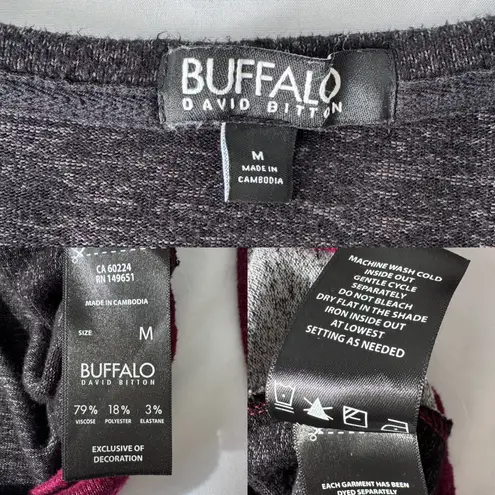 BUFFALO
DAVID BITTON
M
MADE IN
CAMBODIA
CA 60224
RN 149651
MADE IN CAMBODIA
SIZE M
BUFFALO
DAVID BITTON
79% 18% 3%
VISCOSE POLYESTER ELASTANE
EXCLUSIVE OF
DECORATION
MACHINE WASH COLD
INSIDE OUT
GENTLE CYCLE
SEPARATELY
DO NOT BLEACH
DRY FLAT IN THE SHADE
IRON INSIDE OUT
AT LOWEST
SETTING AS NEEDED
EACH GARMENT HAS BEEN
DYED SEPARATELY